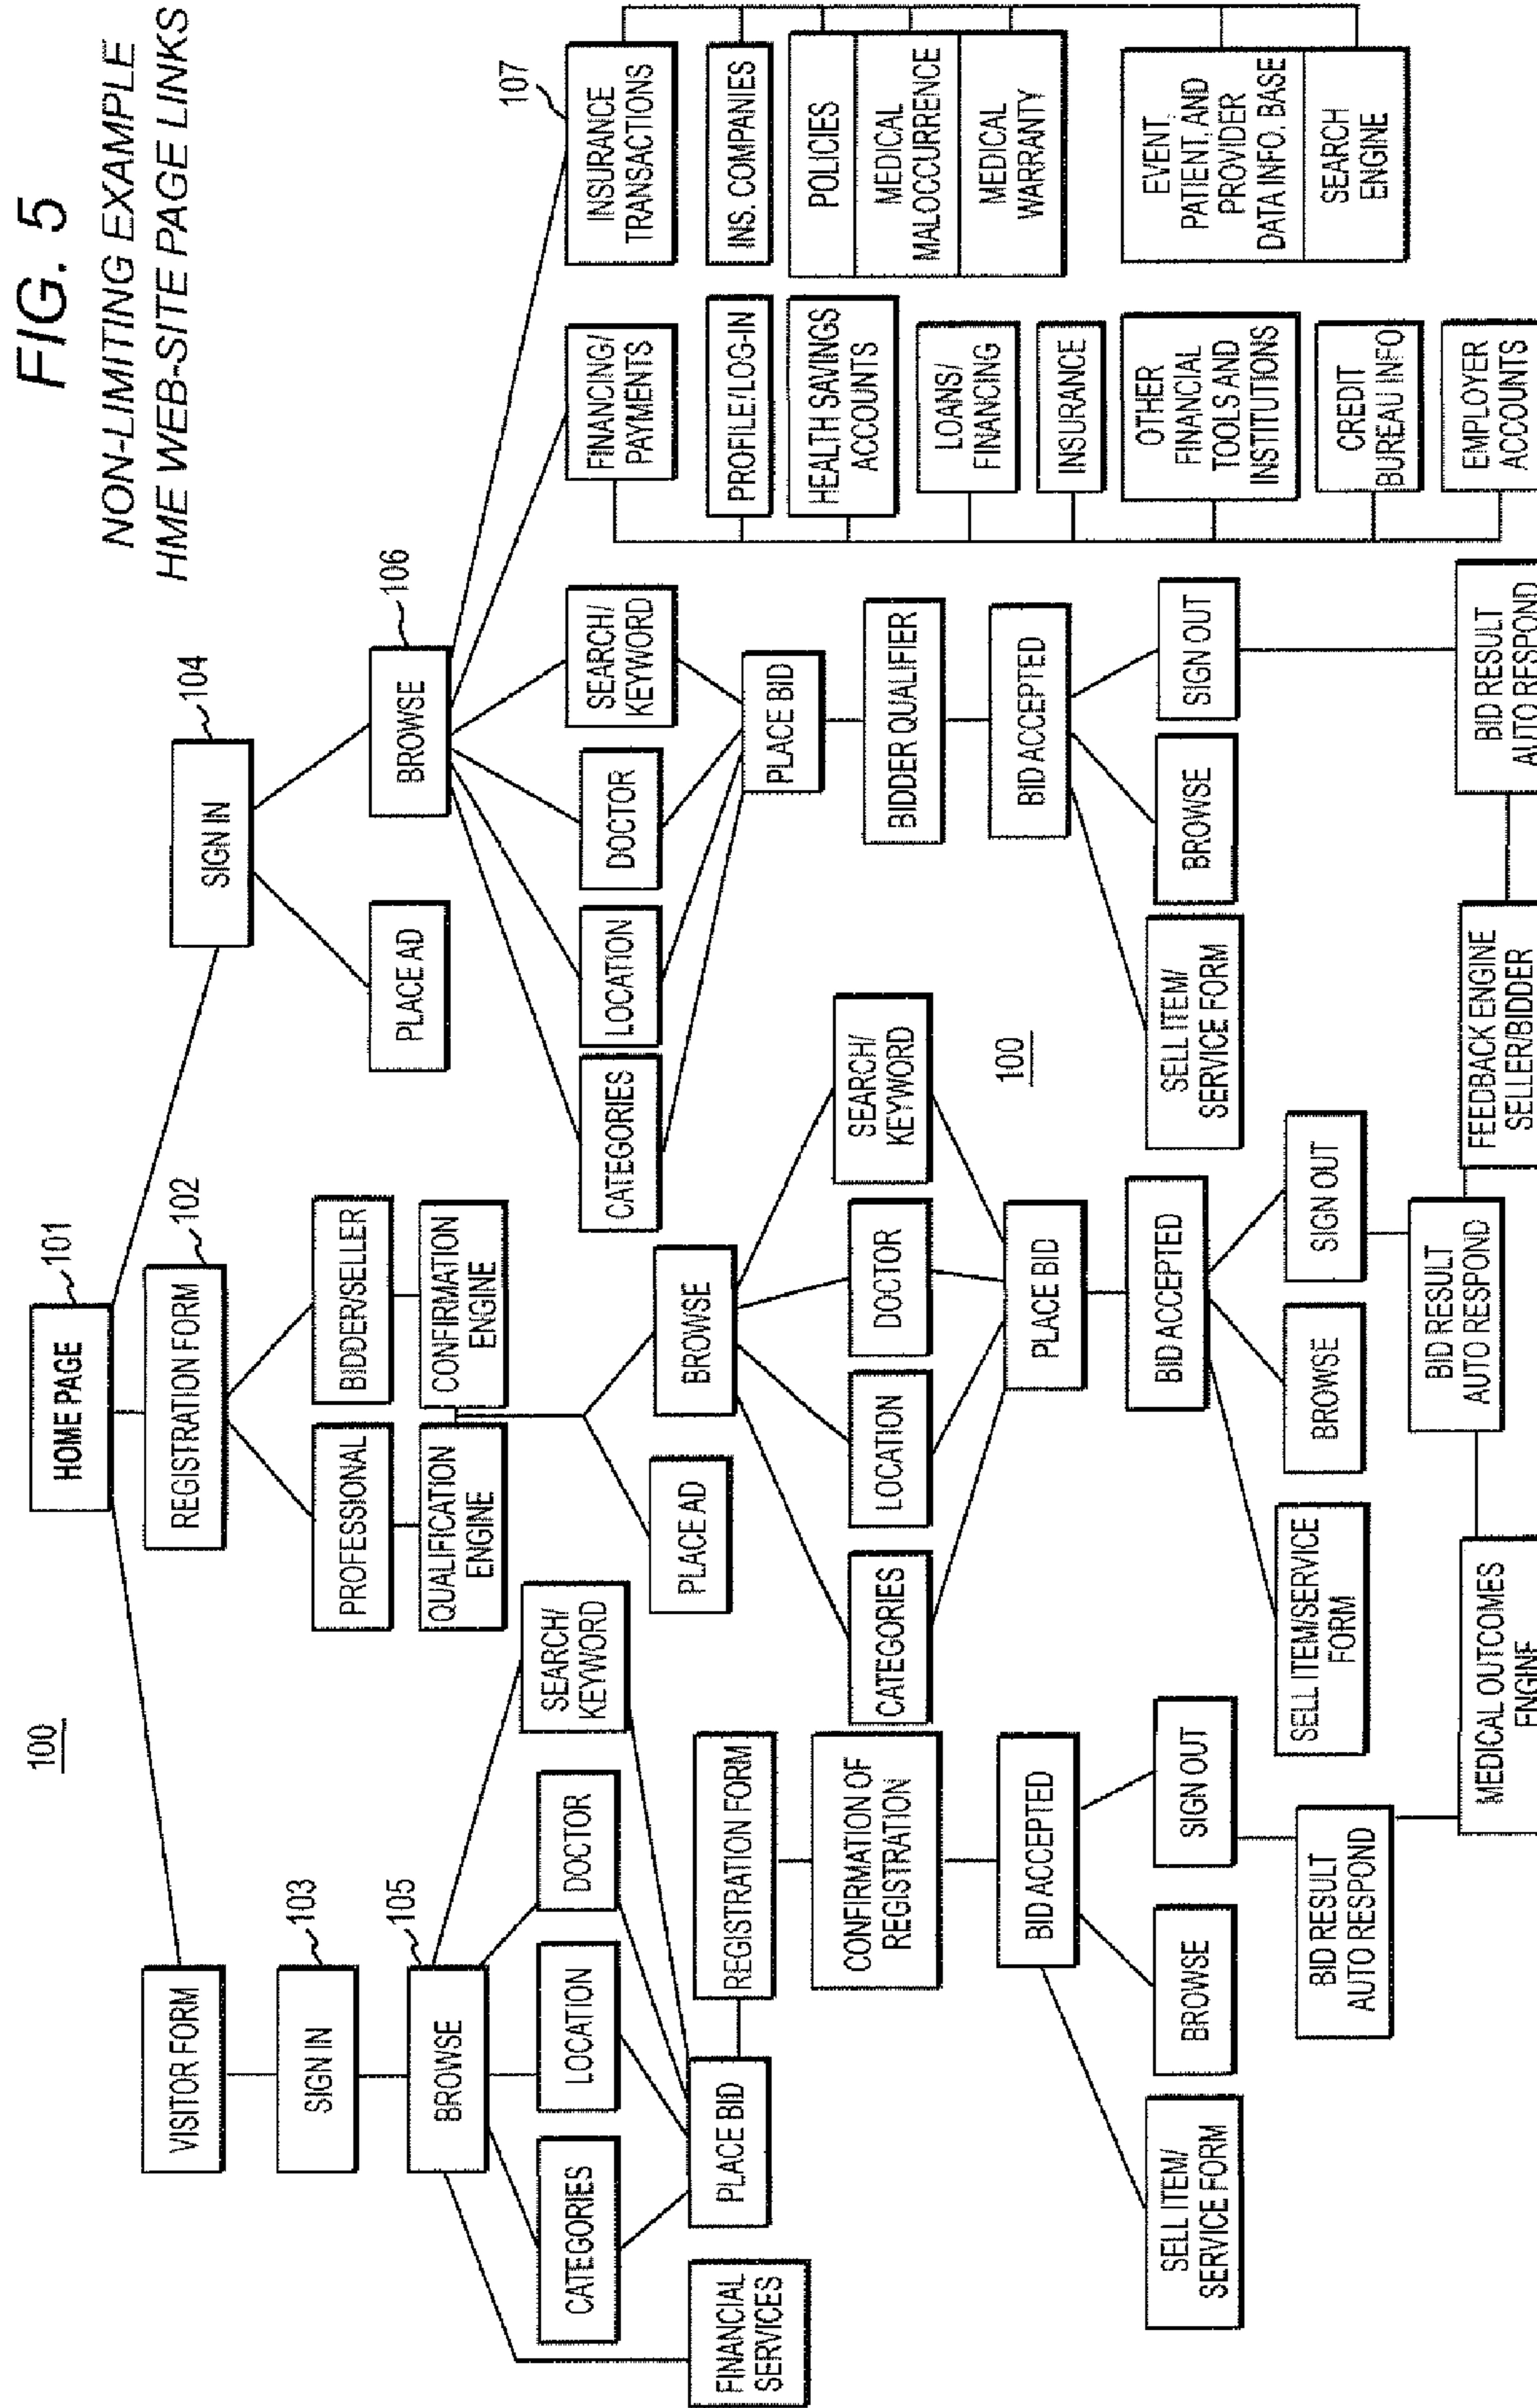 FIG. 5
NON-LIMITING EXAMPLE
HME WEB-SITE PAGE LINKS
100
HOME PAGE
101
VISITOR FORM
REGISTRATION FORM
102
SIGN IN
104
SIGN IN
103
PROFESSIONAL
BIDDER/SELLER
PLACE AD
BROWSE
106
BROWSE
105
QUALIFICATION
ENGINE
CONFIRMATION
ENGINE
CATEGORIES
LOCATION
DOCTOR
SEARCH/
KEYWORD
CATEGORIES
LOCATION
DOCTOR
SEARCH/
KEYWORD
FINANCING/
PAYMENTS
INSURANCE
TRANSACTIONS
107
PLACE AD
BROWSE
FINANCIAL
SERVICES
PLACE BID
REGISTRATION FORM
PLACE BID
PROFILE/LOG-IN
INS. COMPANIES
CONFIRMATION OF
REGISTRATION
CATEGORIES
LOCATION
DOCTOR
SEARCH/
KEYWORD
BIDDER QUALIFIER
HEALTH SAVINGS
ACCOUNTS
POLICIES
MEDICAL
MALOCCURRENCE
MEDICAL
WARRANTY
LOANS/
FINANCING
BID ACCEPTED
PLACE BID
100
BID ACCEPTED
INSURANCE
SELL ITEM/
SERVICE FORM
BROWSE
SIGN OUT
BID ACCEPTED
SELL ITEM/
SERVICE FORM
BROWSE
SIGN OUT
OTHER
FINANCIAL
TOOLS AND
INSTITUTIONS
EVENT,
PATIENT, AND
PROVIDER
DATA INFO. BASE
SEARCH
ENGINE
BID RESULT
AUTO RESPOND
SELL ITEM/SERVICE
FORM
BROWSE
SIGN OUT
CREDIT
BUREAU INFO
BID RESULT
AUTO RESPOND
EMPLOYER
ACCOUNTS
MEDICAL OUTCOMES
ENGINE
FEEDBACK ENGINE
SELLER/BIDDER
BID RESULT
AUTO RESPOND